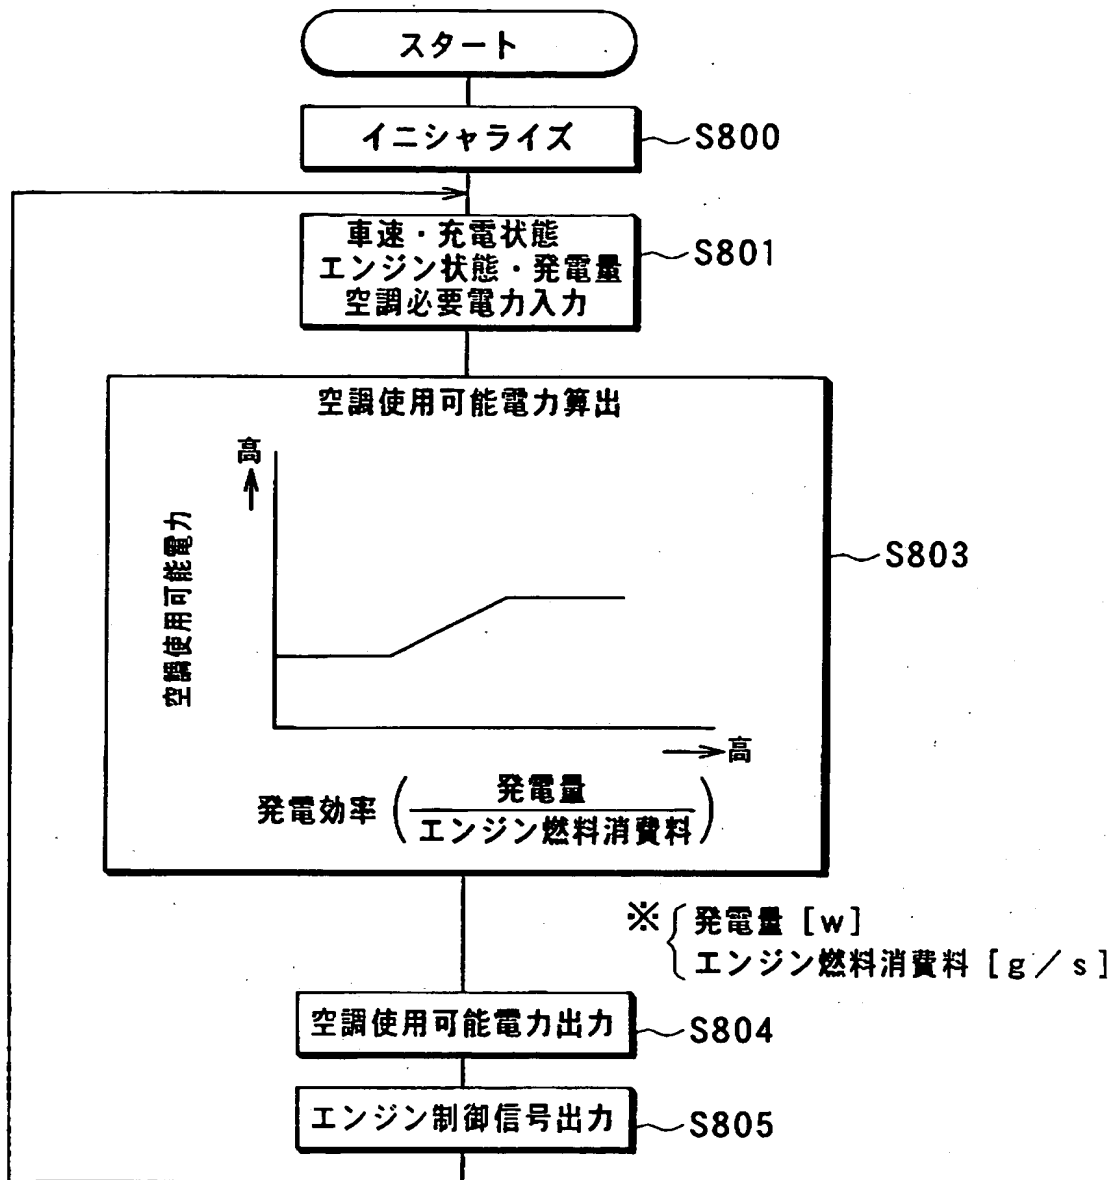 スタート
イニシャライズ
S800
車速・充電状態
エンジン状態・発電量
空調必要電力入力
S801
空調使用可能電力算出
高
空調使用可能電力
S803
高
発電効率
発電量
エンジン燃料消費料
※
発電量［w］
エンジン燃料消費料［g／s］
空調使用可能電力出力
S804
エンジン制御信号出力
S805